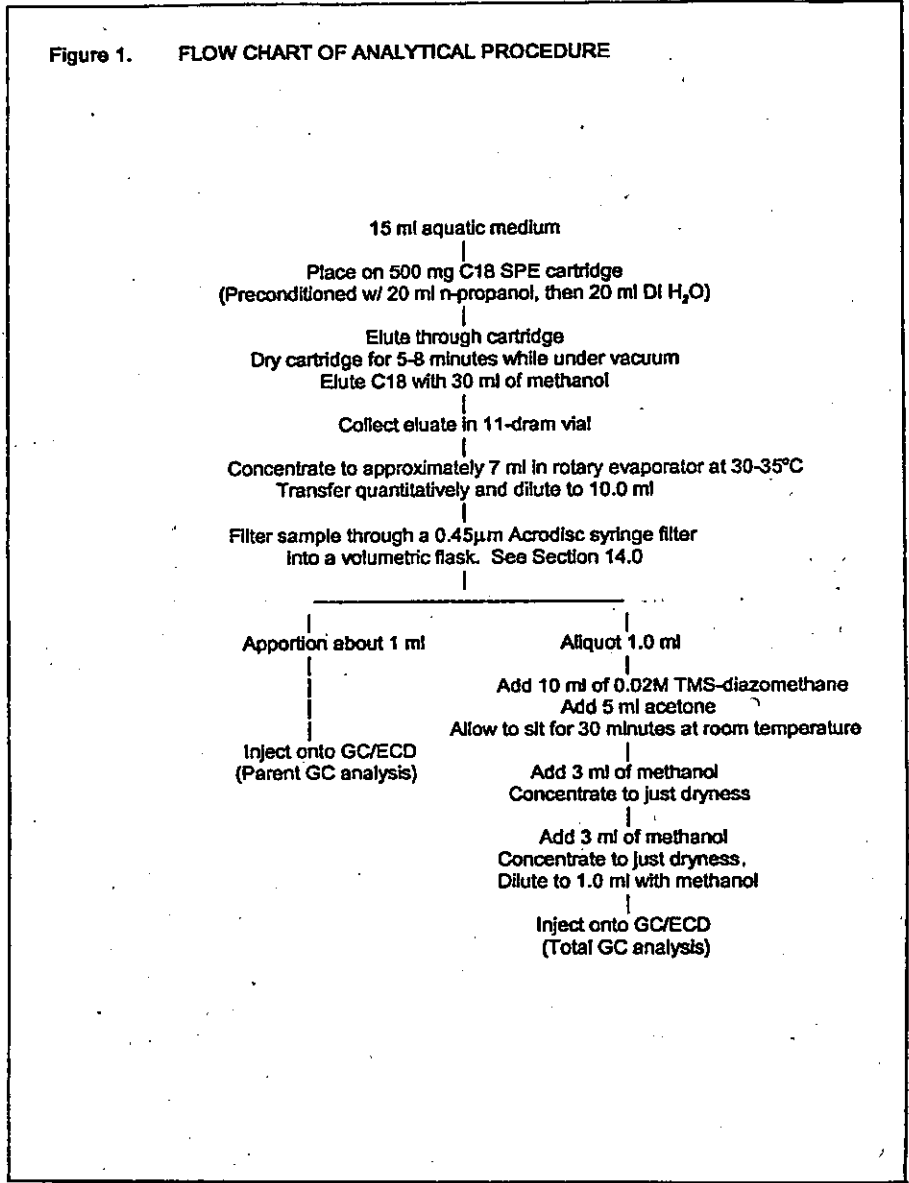 Figure 1. FLOW CHART OF ANALYTICAL PROCEDURE
15 ml aquatic medium
Place on 500 mg C18 SPE cartridge
(Preconditioned w/ 20 ml n-propanol, then 20 ml DI H₂O)
Elute through cartridge
Dry cartridge for 5-8 minutes while under vacuum
Elute C18 with 30 ml of methanol
Collect eluate in 11-dram vial
Concentrate to approximately 7 ml in rotary evaporator at 30-35°C
Transfer quantitatively and dilute to 10.0 ml
Filter sample through a 0.45µm Acrodisc syringe filter
into a volumetric flask. See Section 14.0
Apportion about 1 ml
Inject onto GC/ECD
(Parent GC analysis)
Aliquot 1.0 ml
Add 10 ml of 0.02M TMS-diazomethane
Add 5 ml acetone
Allow to sit for 30 minutes at room temperature
Add 3 ml of methanol
Concentrate to just dryness
Add 3 ml of methanol
Concentrate to just dryness.
Dilute to 1.0 ml with methanol
Inject onto GC/ECD
(Total GC analysis)